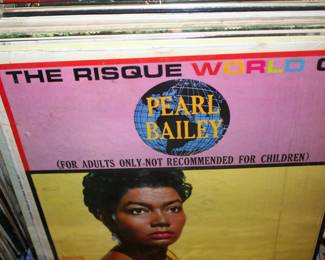 THE RISQUE WORLD O
PEARL
BAILEY
(FOR ADULTS ONLY-NOT RECOMMENDED FOR CHILDREN)